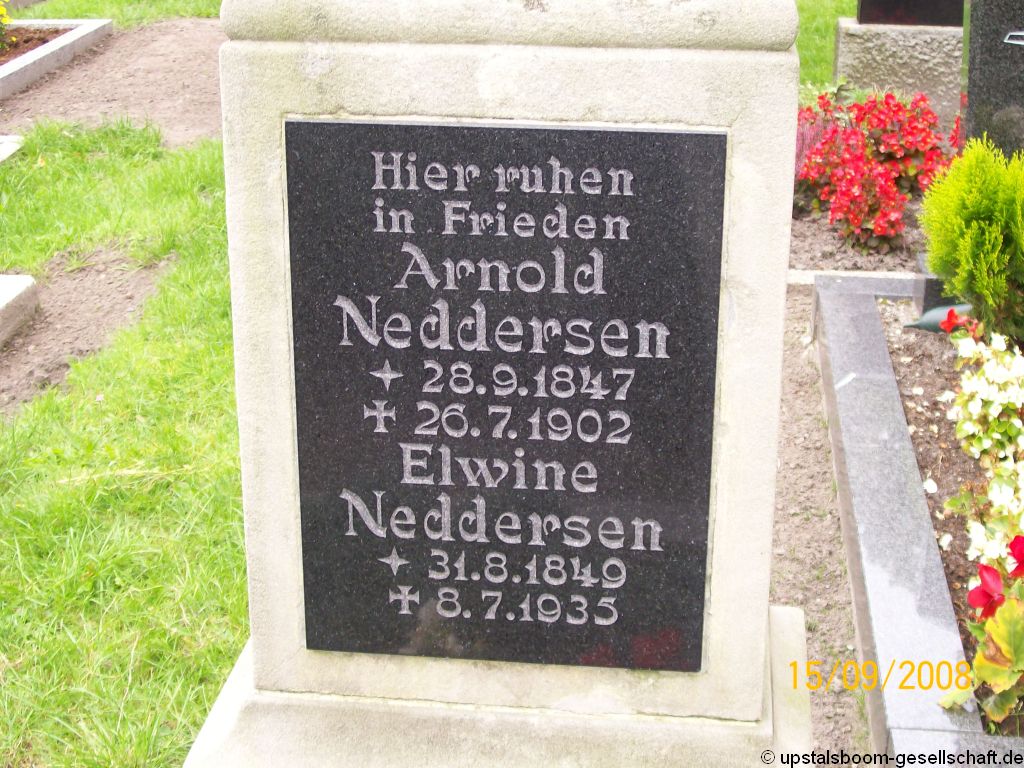 Hier ruhen
in Frieden
Arnold
Neddersen
28.9.1847
26.7.1902
Elwine
Neddersen
31.8.1849
8.7.1935
15/09/2008
© upstalsboom-gesellschaft.de